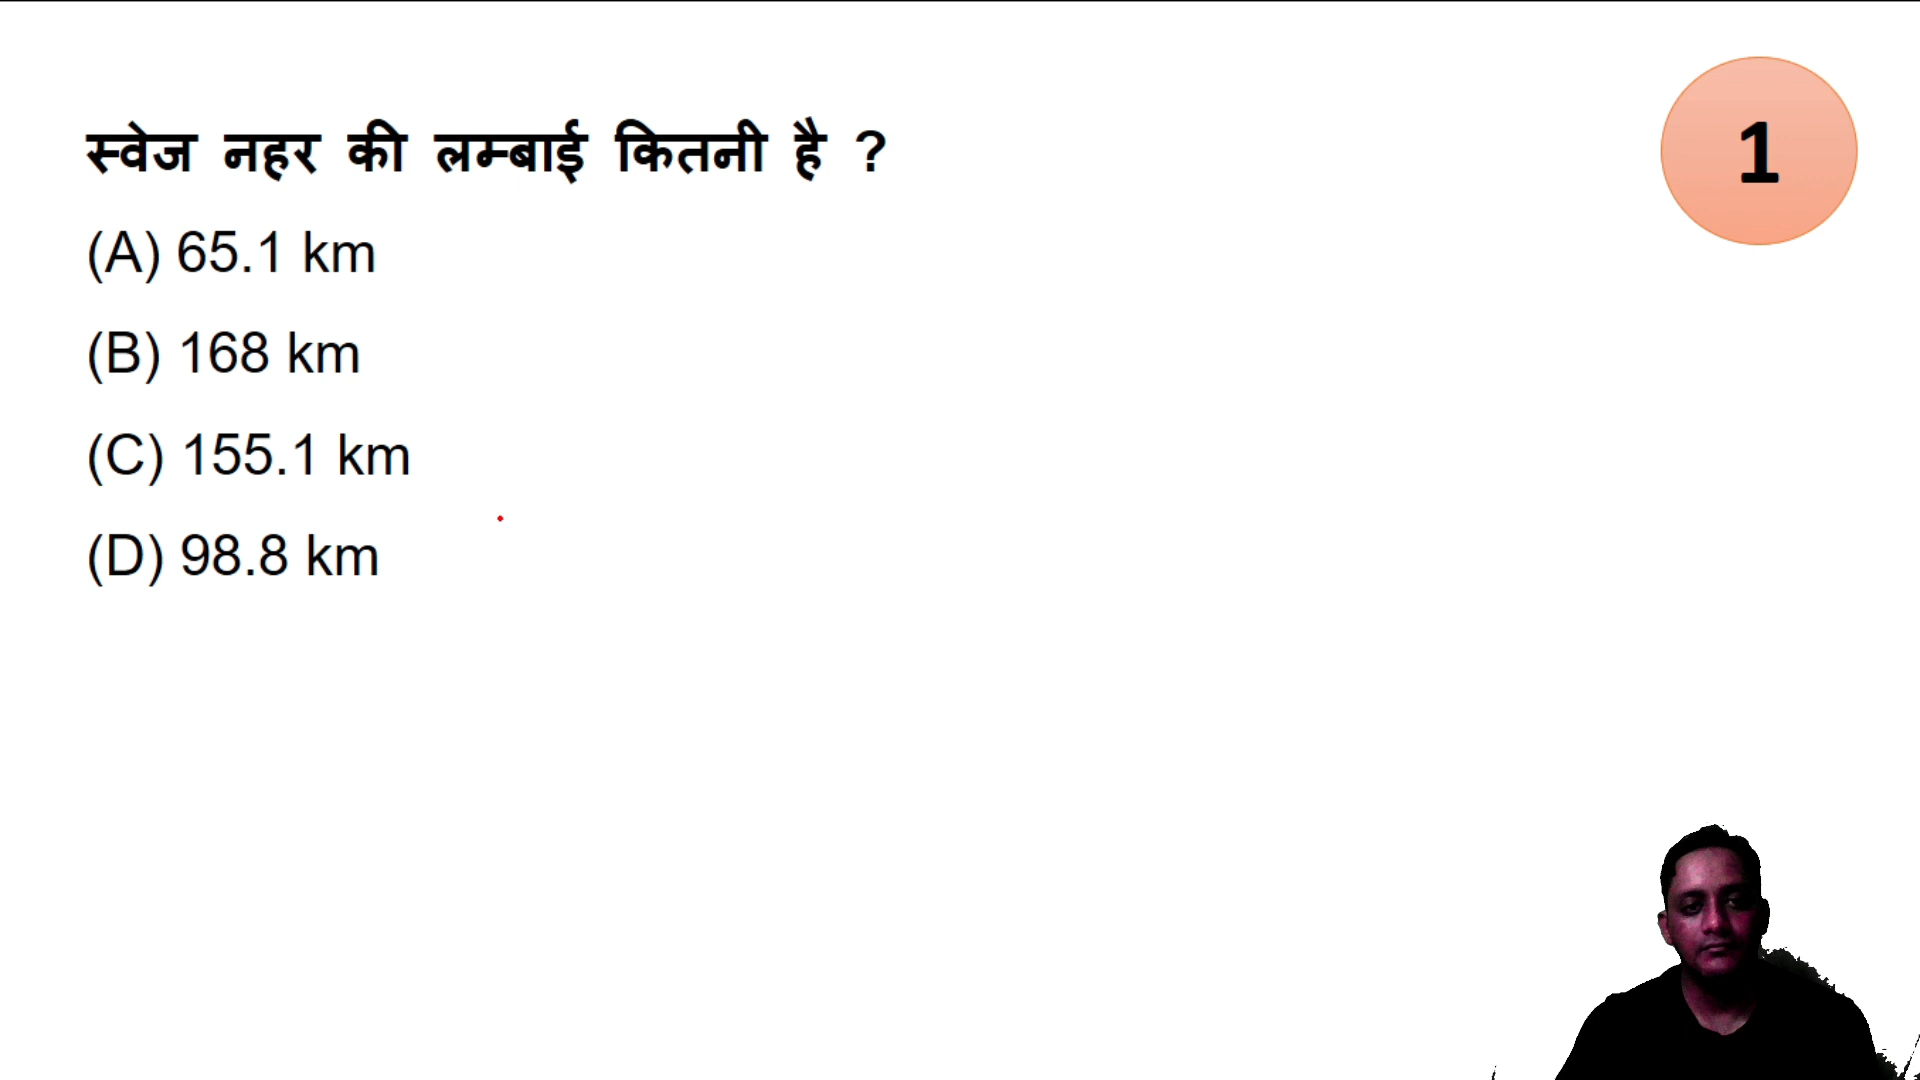 स्वेज नहर की लम्बाई कितनी है ?
1
(A) 65.1 km
(B) 168 km
(C) 155.1 km
(D) 98.8 km